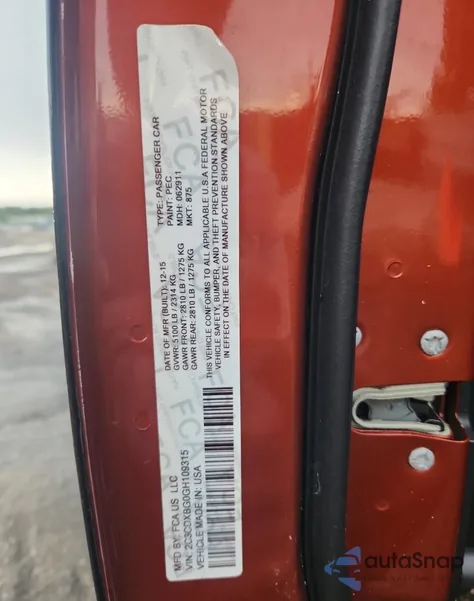 MFD BY: FCA US LLC
DATE OF MFR (BUILT): 12-15
TYPE: PASSENGER CAR
GVWR: 5100 LB / 2314 KG
PAINT: PEC
GAWR FRONT: 2810 LB / 1275 KG
MDH: 062911
GAWR REAR: 2810 LB / 1275 KG
MKT: 875
THIS VEHICLE CONFORMS TO ALL APPLICABLE U.S.A FEDERAL MOTOR
VEHICLE SAFETY, BUMPER, AND THEFT PREVENTION STANDARDS
IN EFFECT ON THE DATE OF MANUFACTURE SHOWN ABOVE
VIN: 2C3CDXBG0GH109315
VEHICLE MADE IN: USA
FCA
autoSnap